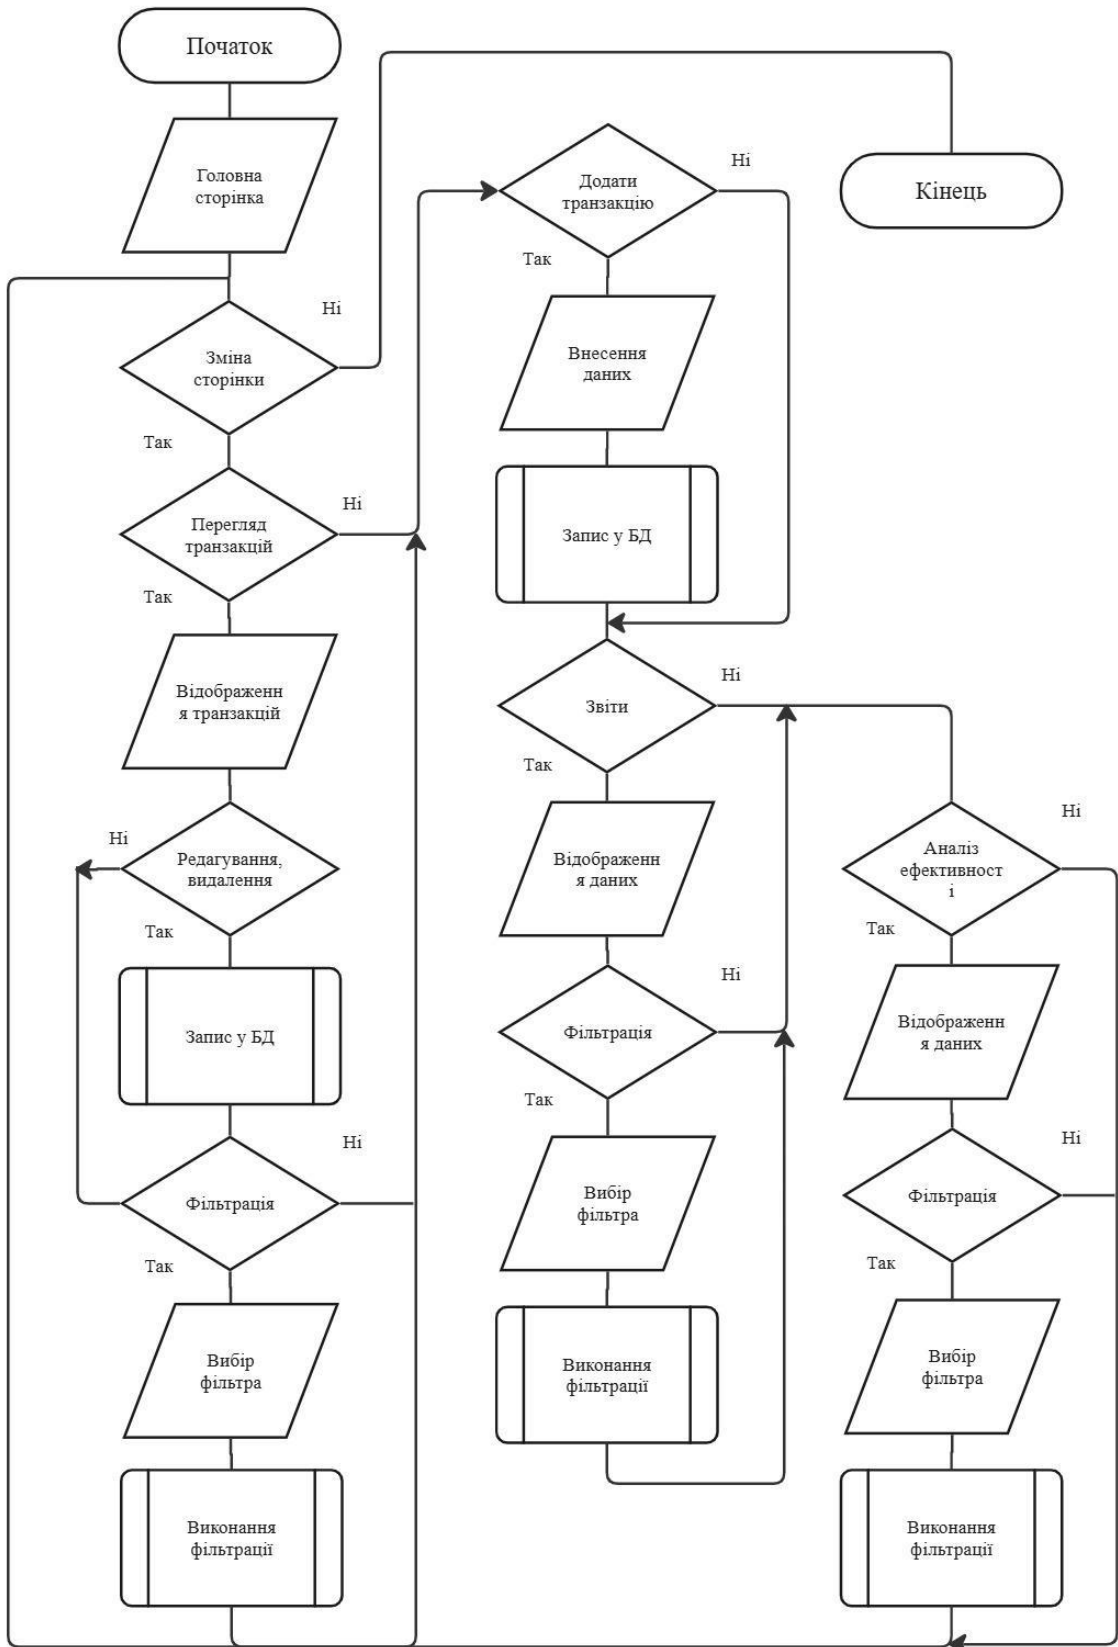 Початок
Головна
сторінка
Ні
Зміна
сторінки
Так
Ні
Перегляд
транзакцій
Так
Відображенн
я транзакцій
Ні
Редагування,
видалення
Так
Запис у БД
Ні
Фільтрація
Так
Вибір
фільтра
Виконання
фільтрації
Ні
Додати
транзакцію
Так
Внесення
даних
Запис у БД
Ні
Звіти
Так
Відображенн
я даних
Ні
Фільтрація
Так
Вибір
фільтра
Виконання
фільтрації
Кінець
Ні
Аналіз
ефективност
і
Так
Відображенн
я даних
Ні
Фільтрація
Так
Вибір
фільтра
Виконання
фільтрації